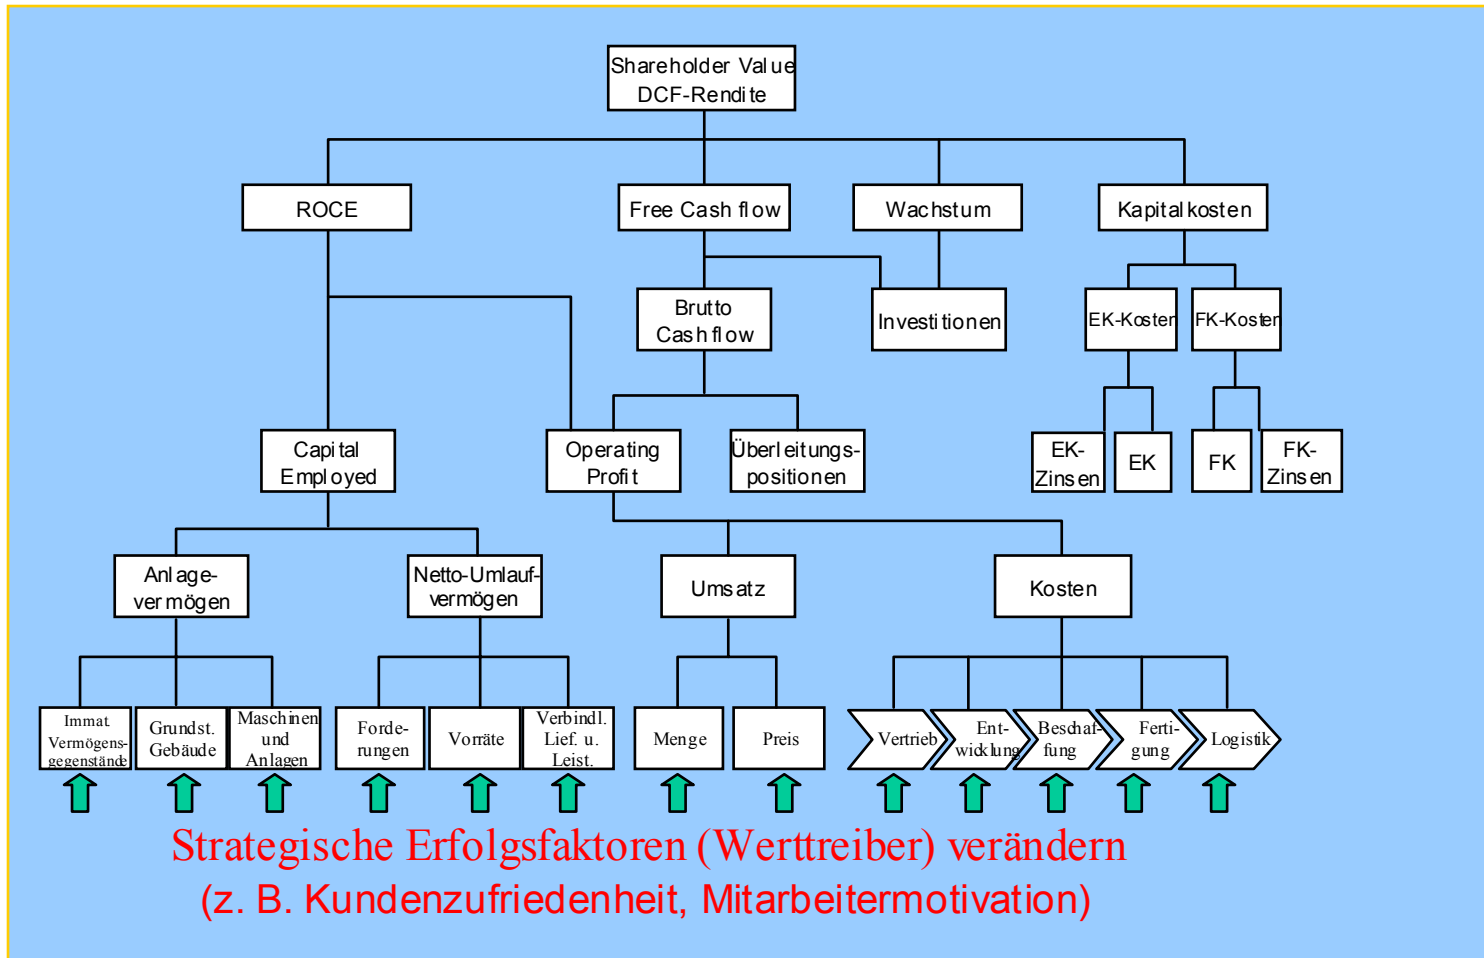 Shareholder Value
DCF-Rendite
ROCE
Free Cash flow
Wachstum
Kapitalkosten
Brutto
Cash flow
Investitionen
EK-Kosten
FK-Kosten
Capital
Employed
Operating
Profit
Überleitungs-
positionen
EK-
Zinsen
EK
FK
FK-
Zinsen
Anlage-
vermögen
Netto-Umlauf-
vermögen
Umsatz
Kosten
Immat.
Vermögens-
gegenstände
Grundst.
Gebäude
Maschinen
und
Anlagen
Forde-
rungen
Vorräte
Verbindl.
Lief. u.
Leist.
Menge
Preis
Vertrieb
Ent-
wicklung
Beschaf-
fung
Ferti-
gung
Logistik
Strategische Erfolgsfaktoren (Werttreiber) verändern
(z. B. Kundenzufriedenheit, Mitarbeitermotivation)